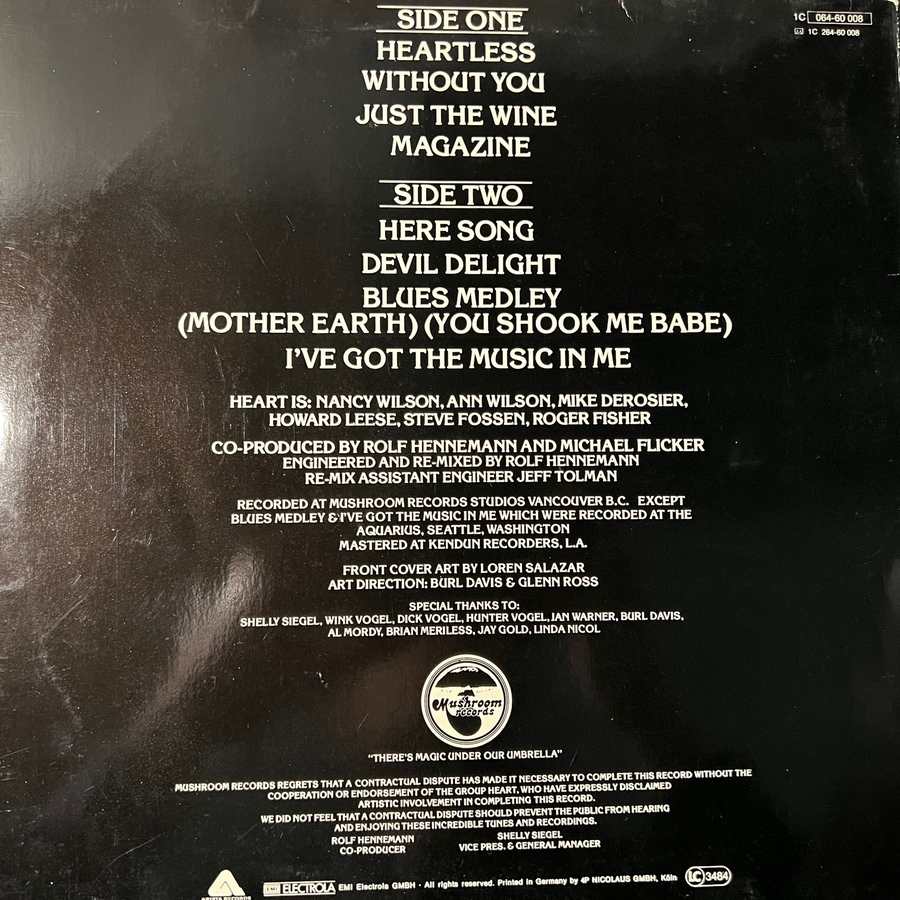 SIDE ONE
HEARTLESS
WITHOUT YOU
JUST THE WINE
MAGAZINE
SIDE TWO
HERE SONG
DEVIL DELIGHT
BLUES MEDLEY
(MOTHER EARTH) (YOU SHOOK ME BABE)
I'VE GOT THE MUSIC IN ME
HEART IS: NANCY WILSON, ANN WILSON, MIKE DEROSIER,
HOWARD LEESE, STEVE FOSSEN, ROGER FISHER
CO-PRODUCED BY ROLF HENNEMANN AND MICHAEL FLICKER
ENGINEERED AND RE-MIXED BY ROLF HENNEMANN
RE-MIX ASSISTANT ENGINEER JEFF TOLMAN
RECORDED AT MUSHROOM RECORDS STUDIOS VANCOUVER B.C. EXCEPT
BLUES MEDLEY & I'VE GOT THE MUSIC IN ME WHICH WERE RECORDED AT THE
AQUARIUS, SEATTLE, WASHINGTON
MASTERED AT KENDUN RECORDERS, L.A.
FRONT COVER ART BY LOREN SALAZAR
ART DIRECTION: BURL DAVIS & GLENN ROSS
SPECIAL THANKS TO:
SHELLY SIEGEL, WINK VOGEL, DICK VOGEL, HUNTER VOGEL, IAN WARNER, BURL DAVIS,
AL MORDY, BRIAN MERILESS, JAY GOLD, LINDA NICOL
Mushroom
records
"THERE'S MAGIC UNDER OUR UMBRELLA"
MUSHROOM RECORDS REGRETS THAT A CONTRACTUAL DISPUTE HAS MADE IT NECESSARY TO COMPLETE THIS RECORD WITHOUT THE
COOPERATION OR ENDORSEMENT OF THE GROUP HEART, WHO HAVE EXPRESSLY DISCLAIMED
ARTISTIC INVOLVEMENT IN COMPLETING THIS RECORD.
WE DID NOT FEEL THAT A CONTRACTUAL DISPUTE SHOULD PREVENT THE PUBLIC FROM HEARING
AND ENJOYING THESE INCREDIBLE TUNES AND RECORDINGS.
ROLF HENNEMANN SHELLY SIEGEL
CO-PRODUCER VICE PRES. & GENERAL MANAGER
1C 064-60 008
1C 264-60 008
EMI ELECTROLA EMI Electrola GMBH · All rights reserved. Printed in Germany by 4P NICOLAUS GMBH, Köln LC 3484
ARISTA RECORDS